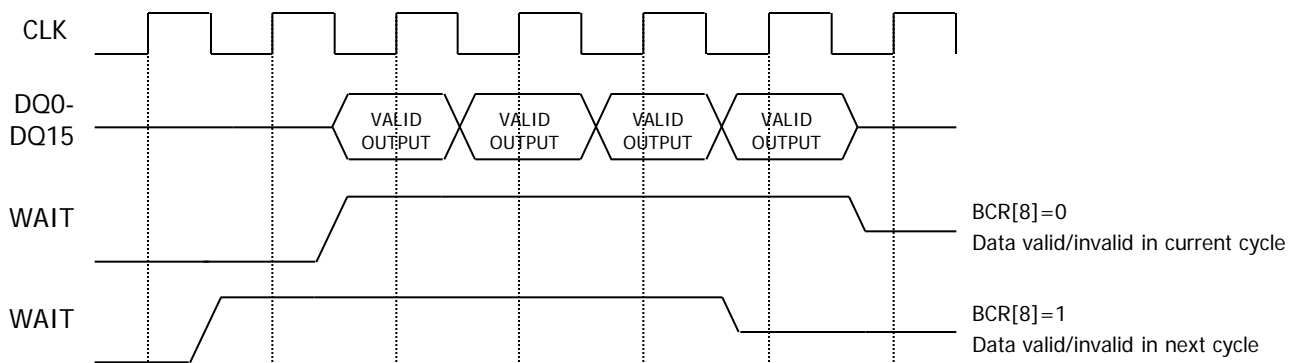 CLK
DQ0-
DQ15
VALID VALID VALID VALID
OUTPUT OUTPUT OUTPUT OUTPUT
WAIT
BCR[8]=0
Data valid/invalid in current cycle
WAIT
BCR[8]=1
Data valid/invalid in next cycle